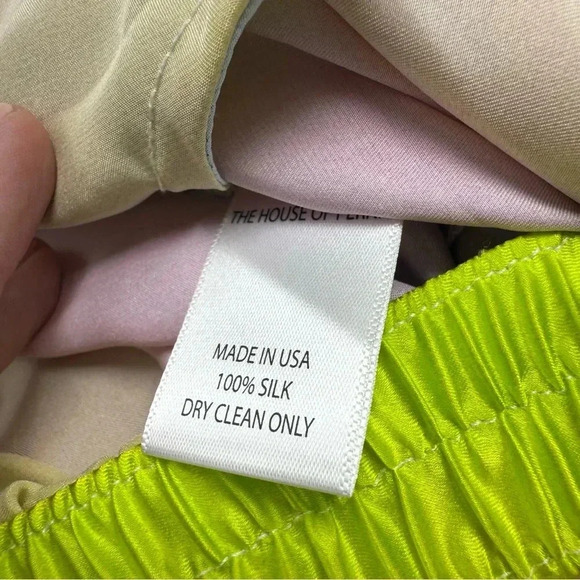 THE HOUSE OF
MADE IN USA
100% SILK
DRY CLEAN ONLY